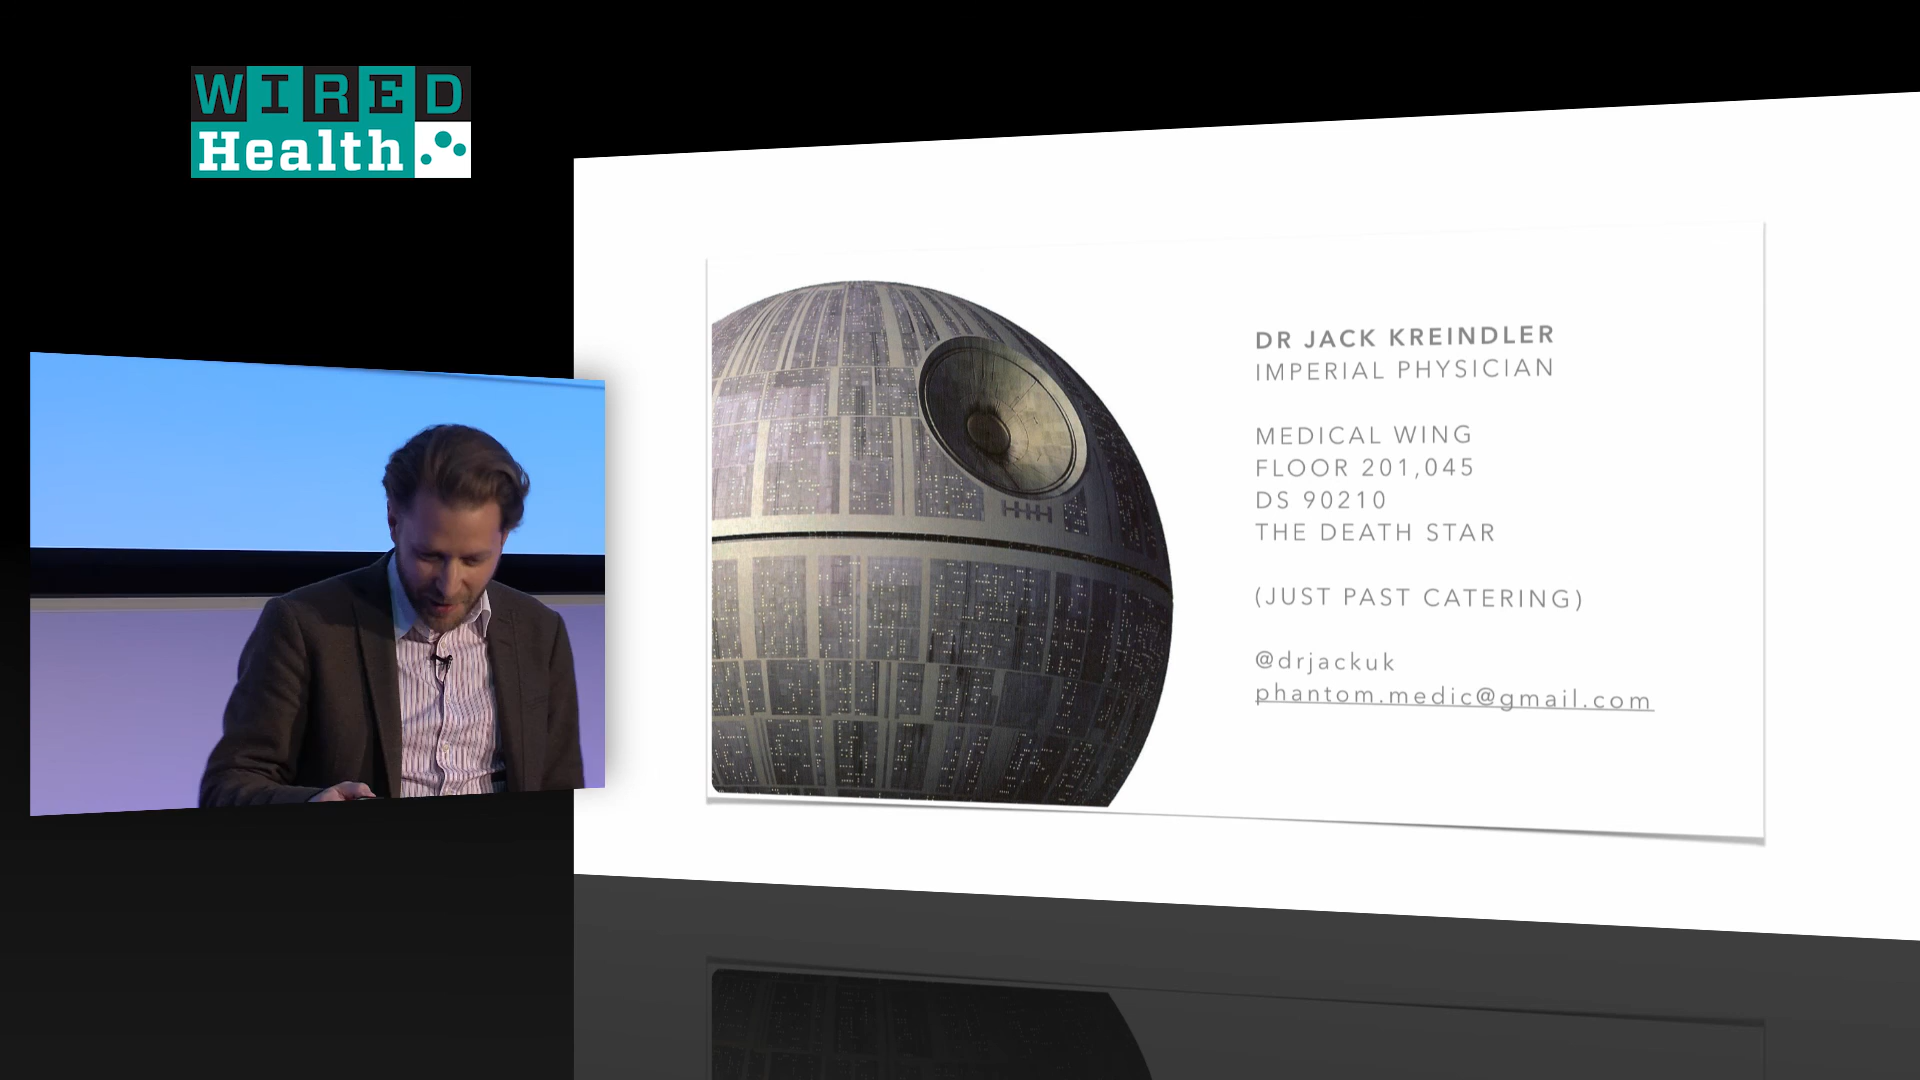 WIRED
Health
DR JACK KREINDLER
IMPERIAL PHYSICIAN
MEDICAL WING
FLOOR 201,045
DS 90210
THE DEATH STAR
(JUST PAST CATERING)
@drjackuk
phantom.medic@gmail.com